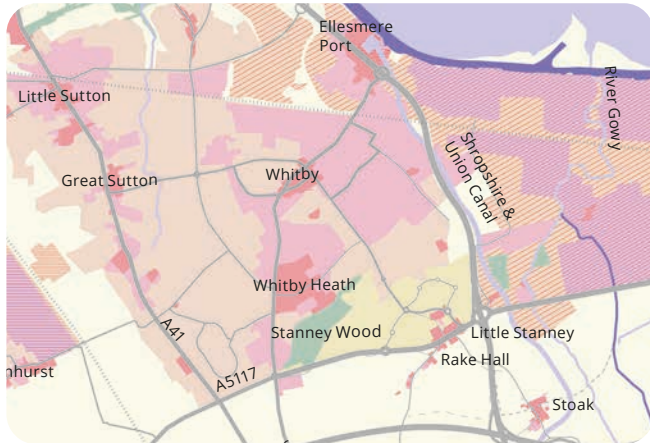 Ellesmere
Port
River Gowy
Little Sutton
Shropshire &
Union Canal
Great Sutton
Whitby
Whitby Heath
A41
Stanney Wood
Little Stanney
Rake Hall
nhurst
A5117
Stoak